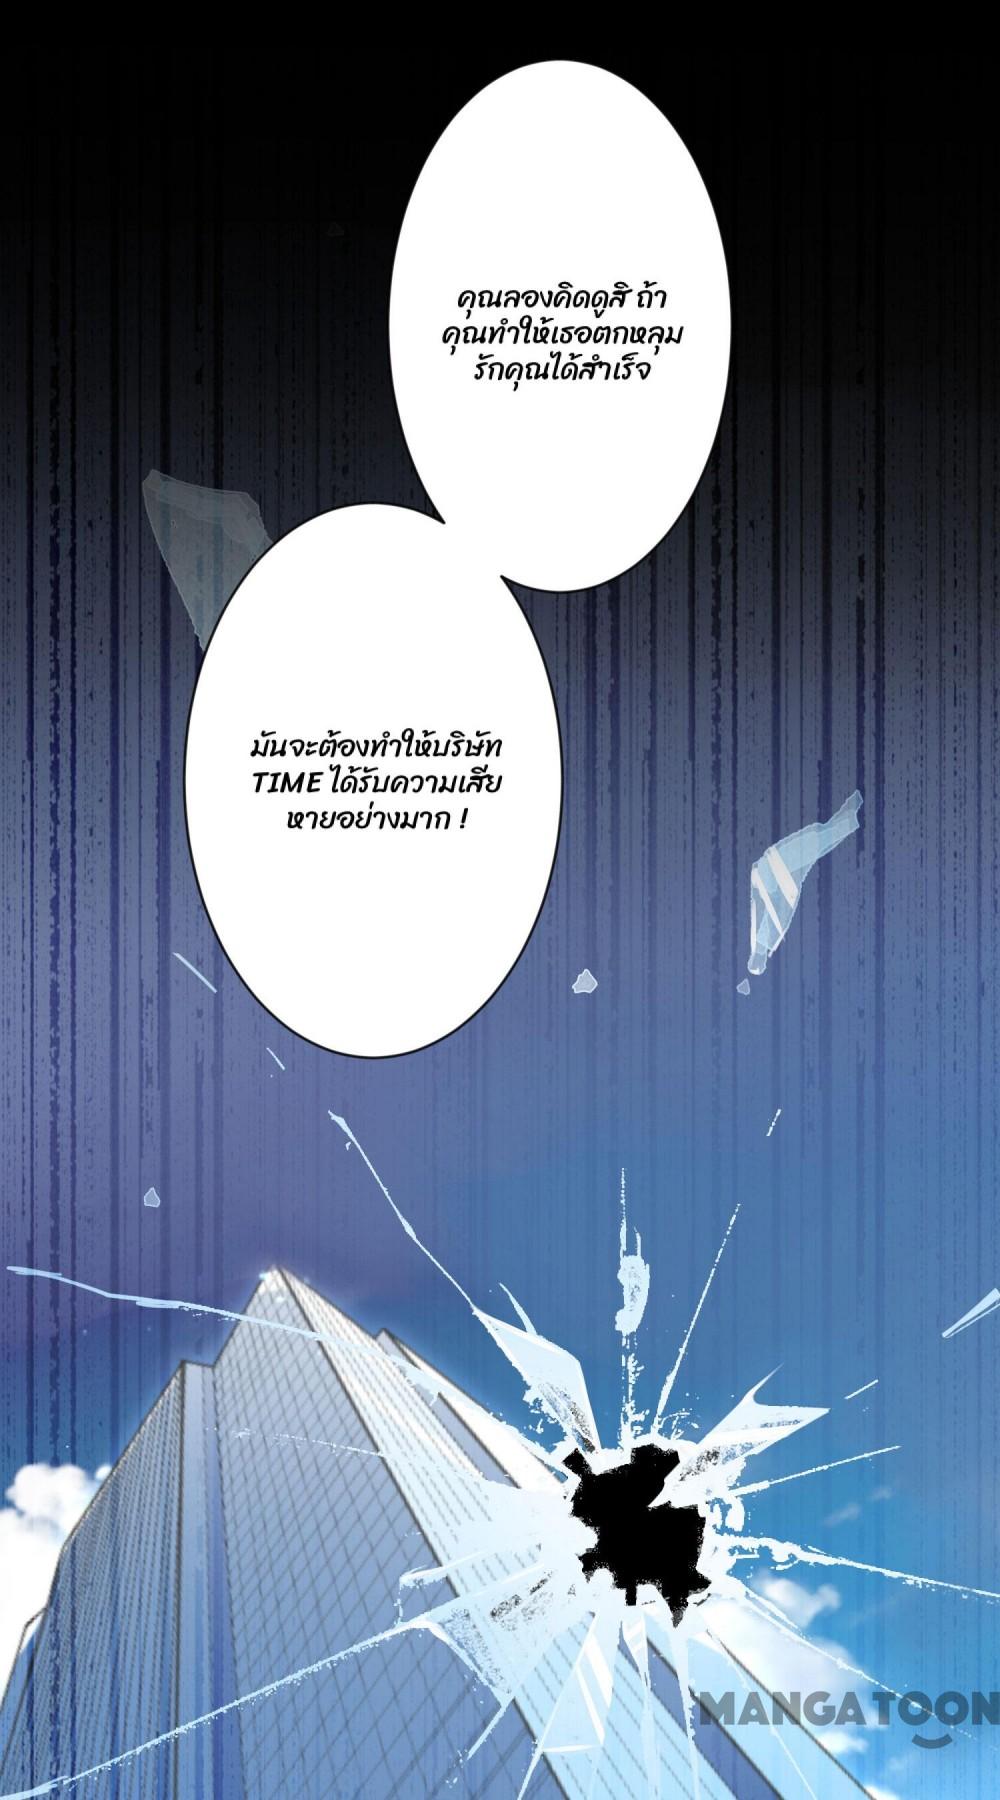 คุณลองคิดดูสิ ถ้า
คุณทำให้เธอตกหลุม
รักคุณได้สำเร็จ
มันจะต้องทำให้บริษัท
TIME ได้รับความเสีย
หายอย่างมาก !
MANGATOON